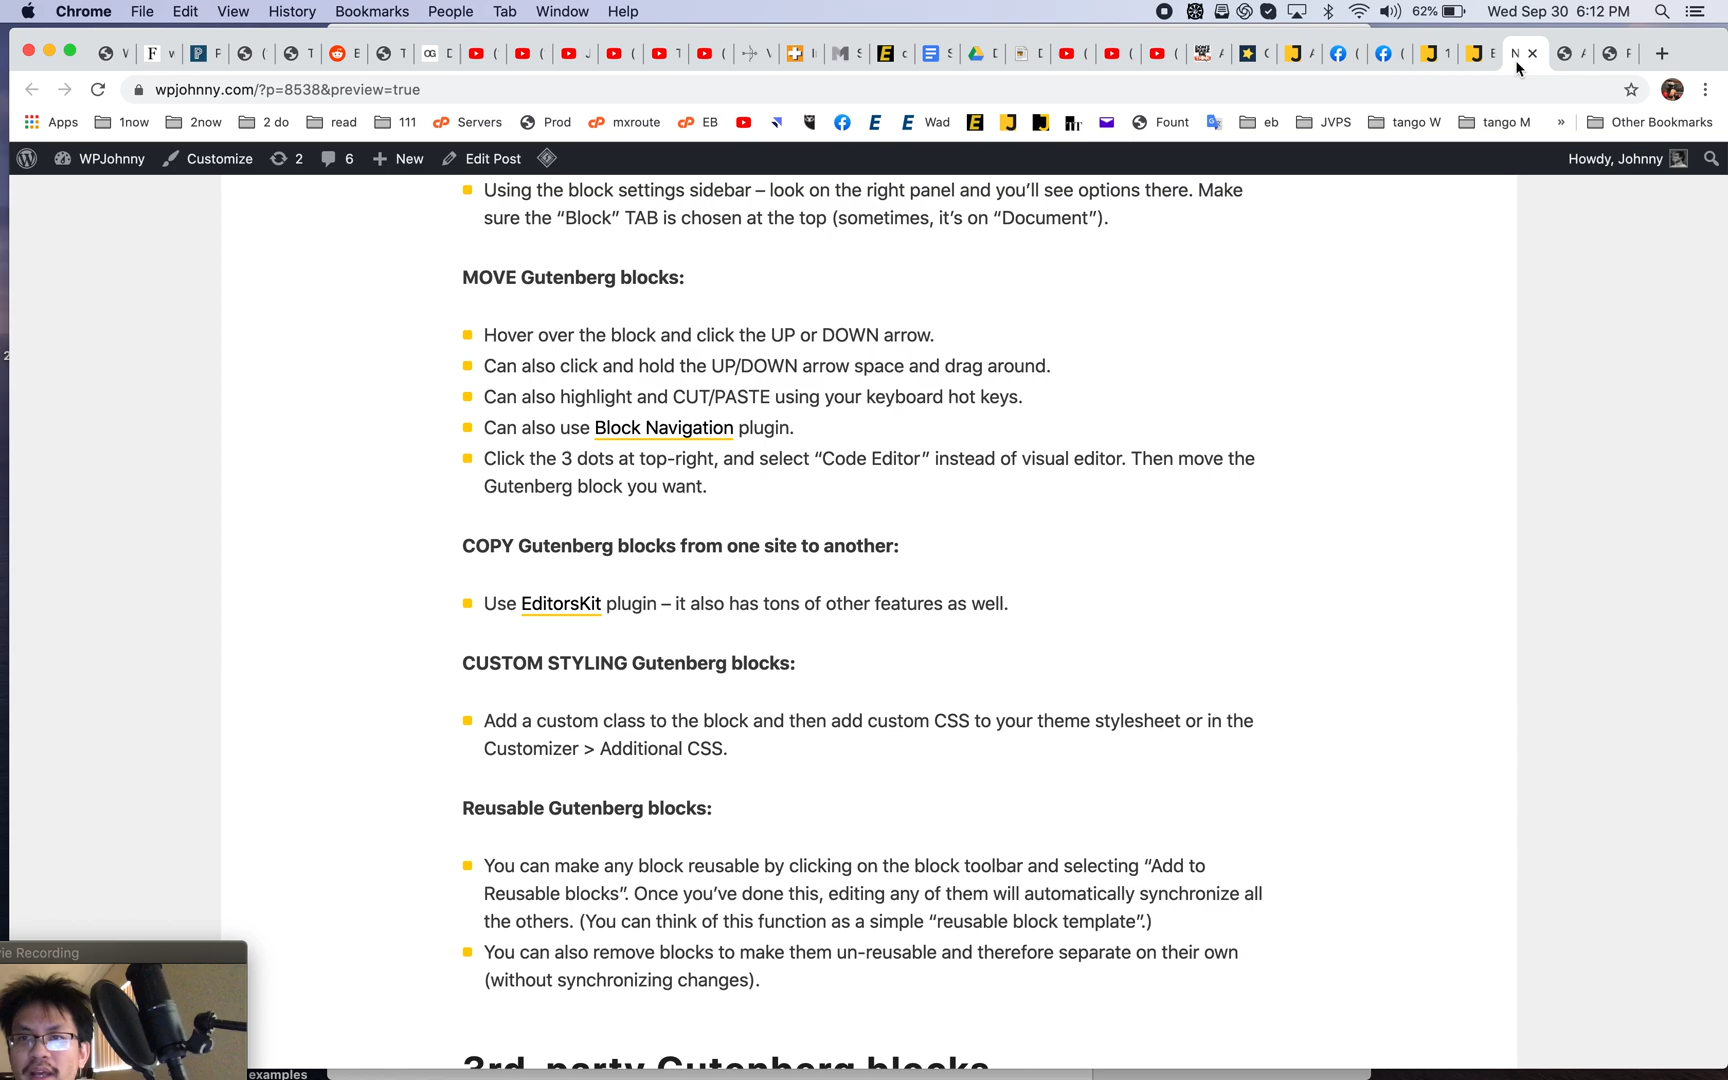 Chrome File Edit View History Bookmarks People Tab Window Help 62% Wed Sep 30 6:12 PM
wpjohnny.com/?p=8538&preview=true
Apps 1now 2now 2 do read 111 Servers Prod mxroute EB Wad Fount eb JVPS tango W tango M » Other Bookmarks
WPJohnny Customize 2 6 New Edit Post Howdy, Johnny
Using the block settings sidebar – look on the right panel and you’ll see options there. Make
sure the “Block” TAB is chosen at the top (sometimes, it’s on “Document”).
MOVE Gutenberg blocks:
Hover over the block and click the UP or DOWN arrow.
Can also click and hold the UP/DOWN arrow space and drag around.
Can also highlight and CUT/PASTE using your keyboard hot keys.
Can also use Block Navigation plugin.
Click the 3 dots at top-right, and select “Code Editor” instead of visual editor. Then move the
Gutenberg block you want.
COPY Gutenberg blocks from one site to another:
Use EditorsKit plugin – it also has tons of other features as well.
CUSTOM STYLING Gutenberg blocks:
Add a custom class to the block and then add custom CSS to your theme stylesheet or in the
Customizer > Additional CSS.
Reusable Gutenberg blocks:
You can make any block reusable by clicking on the block toolbar and selecting “Add to
Reusable blocks”. Once you’ve done this, editing any of them will automatically synchronize all
the others. (You can think of this function as a simple “reusable block template”.)
You can also remove blocks to make them un-reusable and therefore separate on their own
(without synchronizing changes).
3rd-party Gutenberg blocks
ie Recording
examples